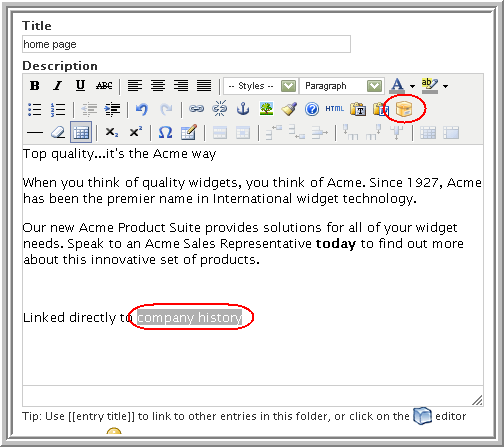 Title
home page
Description
B I U ABC -- Styles -- Paragraph A ab
HTML T W
x₂ x² Ω
Top quality...it's the Acme way
When you think of quality widgets, you think of Acme. Since 1927, Acme
has been the premier name in International widget technology.
Our new Acme Product Suite provides solutions for all of your widget
needs. Speak to an Acme Sales Representative today to find out more
about this innovative set of products.
Linked directly to company history
Tip: Use [[entry title]] to link to other entries in this folder, or click on the editor